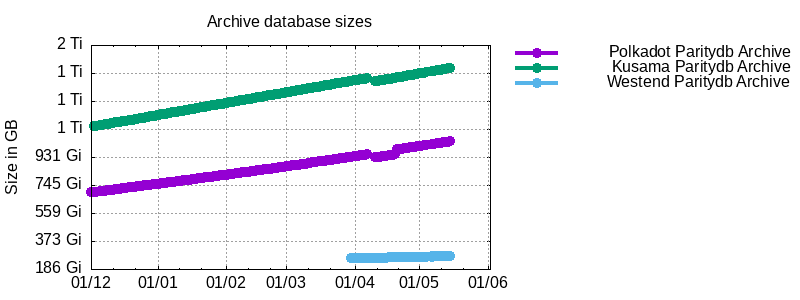 Archive database sizes
Polkadot Paritydb Archive
Kusama Paritydb Archive
Westend Paritydb Archive
Size in GB
2 Ti
1 Ti
1 Ti
1 Ti
931 Gi
745 Gi
559 Gi
373 Gi
186 Gi
01/12 01/01 01/02 01/03 01/04 01/05 01/06